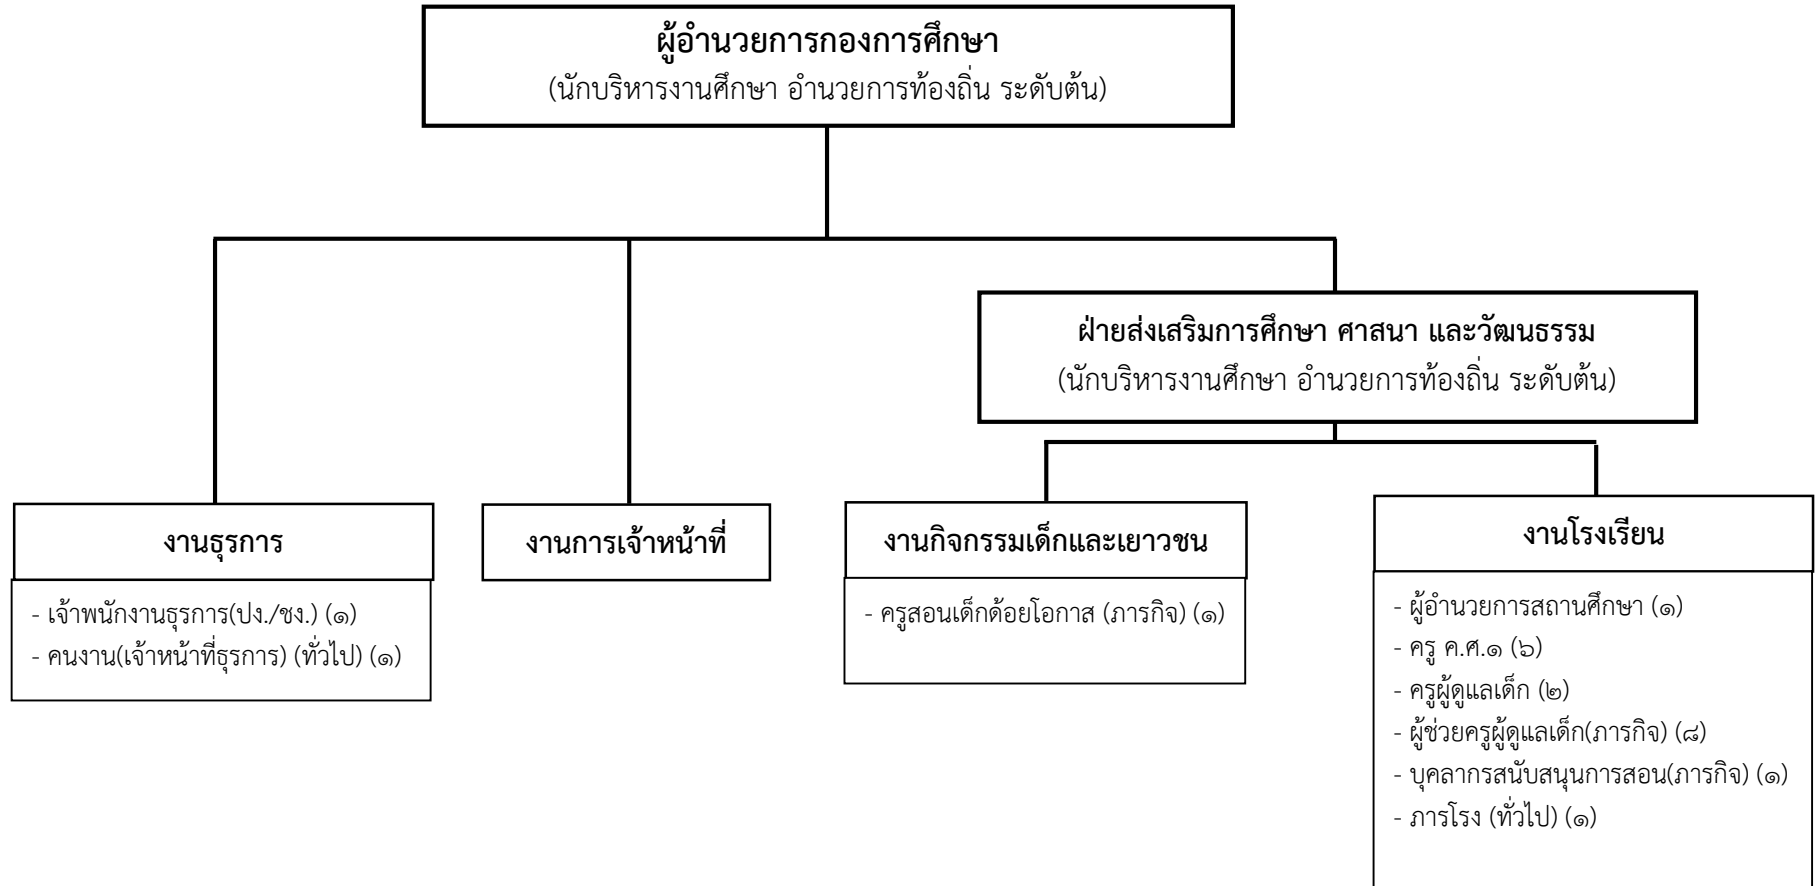 ผู้อำนวยการกองการศึกษา
(นักบริหารงานศึกษา อำนวยการท้องถิ่น ระดับต้น)
ฝ่ายส่งเสริมการศึกษา ศาสนา และวัฒนธรรม
(นักบริหารงานศึกษา อำนวยการท้องถิ่น ระดับต้น)
งานธุรการ
- เจ้าพนักงานธุรการ(ปง./ชง.) (๑)
- คนงาน(เจ้าหน้าที่ธุรการ) (ทั่วไป) (๑)
งานการเจ้าหน้าที่
งานกิจกรรมเด็กและเยาวชน
- ครูสอนเด็กด้อยโอกาส (ภารกิจ) (๑)
งานโรงเรียน
- ผู้อำนวยการสถานศึกษา (๑)
- ครู ค.ศ.๑ (๖)
- ครูผู้ดูแลเด็ก (๒)
- ผู้ช่วยครูผู้ดูแลเด็ก(ภารกิจ) (๘)
- บุคลากรสนับสนุนการสอน(ภารกิจ) (๑)
- ภารโรง (ทั่วไป) (๑)